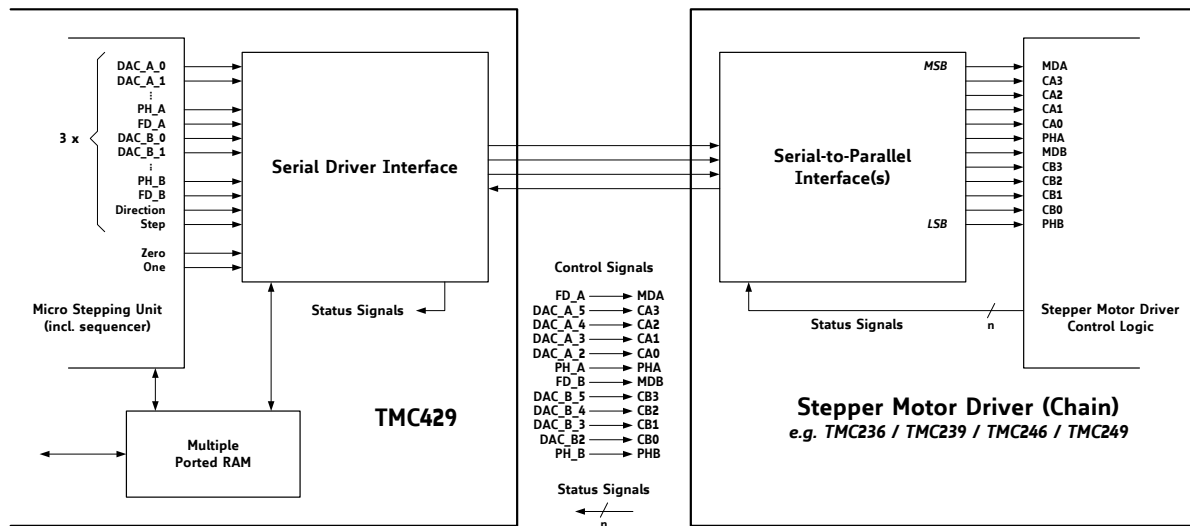 DAC_A_0
DAC_A_1
⋮
PH_A
FD_A
3 x
DAC_B_0
DAC_B_1
⋮
PH_B
FD_B
Direction
Step
Zero
One
Micro Stepping Unit
(incl. sequencer)
Serial Driver Interface
Status Signals
Multiple
Ported RAM
TMC429
Control Signals
FD_A MDA
DAC_A_5 CA3
DAC_A_4 CA2
DAC_A_3 CA1
DAC_A_2 CA0
PH_A PHA
FD_B MDB
DAC_B_5 CB3
DAC_B_4 CB2
DAC_B_3 CB1
DAC_B2 CB0
PH_B PHB
Status Signals
n
Serial-to-Parallel
Interface(s)
MSB
LSB
MDA
CA3
CA2
CA1
CA0
PHA
MDB
CB3
CB2
CB1
CB0
PHB
Status Signals
n
Stepper Motor Driver
Control Logic
Stepper Motor Driver (Chain)
e.g. TMC236 / TMC239 / TMC246 / TMC249